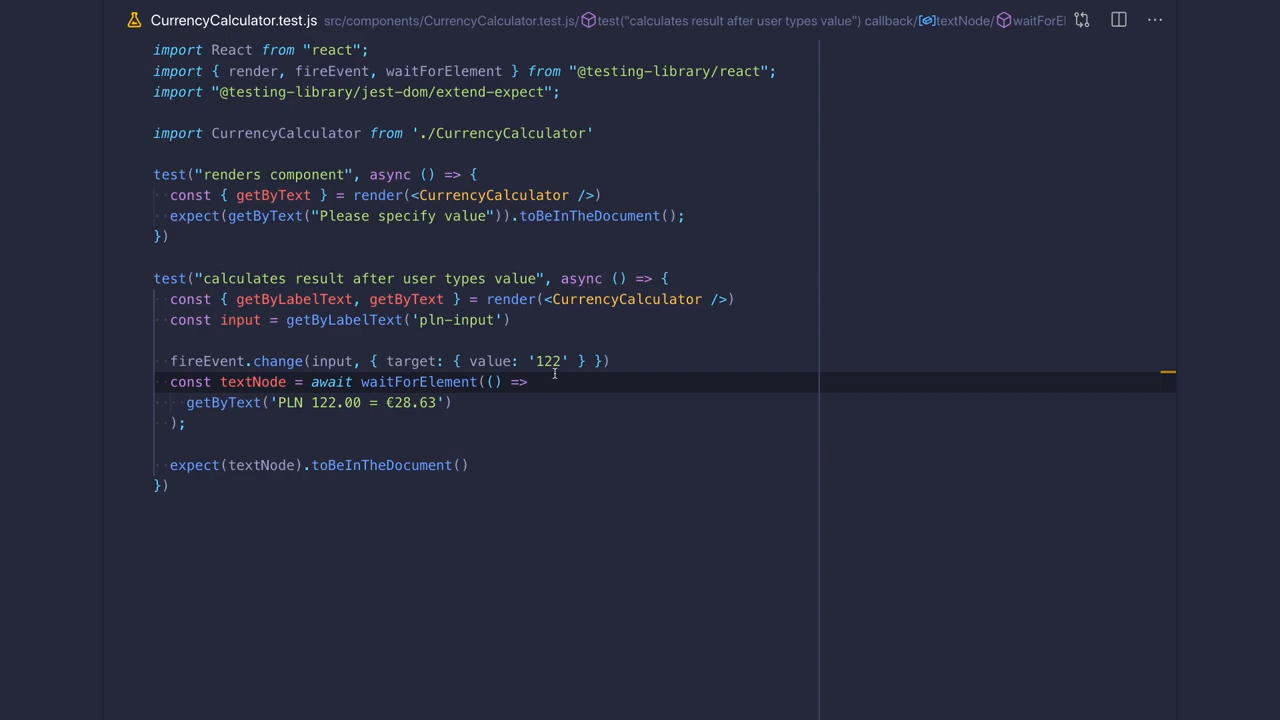 CurrencyCalculator.test.js src/components/CurrencyCalculator.test.js/ test("calculates result after user types value") callback/ textNode/ waitForEl
import React from "react";
import { render, fireEvent, waitForElement } from "@testing-library/react";
import "@testing-library/jest-dom/extend-expect";
import CurrencyCalculator from './CurrencyCalculator'
test("renders component", async () => {
const { getByText } = render(<CurrencyCalculator />)
expect(getByText("Please specify value")).toBeInTheDocument();
})
test("calculates result after user types value", async () => {
const { getByLabelText, getByText } = render(<CurrencyCalculator />)
const input = getByLabelText('pln-input')
fireEvent.change(input, { target: { value: '122' } })
const textNode = await waitForElement(() =>
getByText('PLN 122.00 = €28.63')
);
expect(textNode).toBeInTheDocument()
})